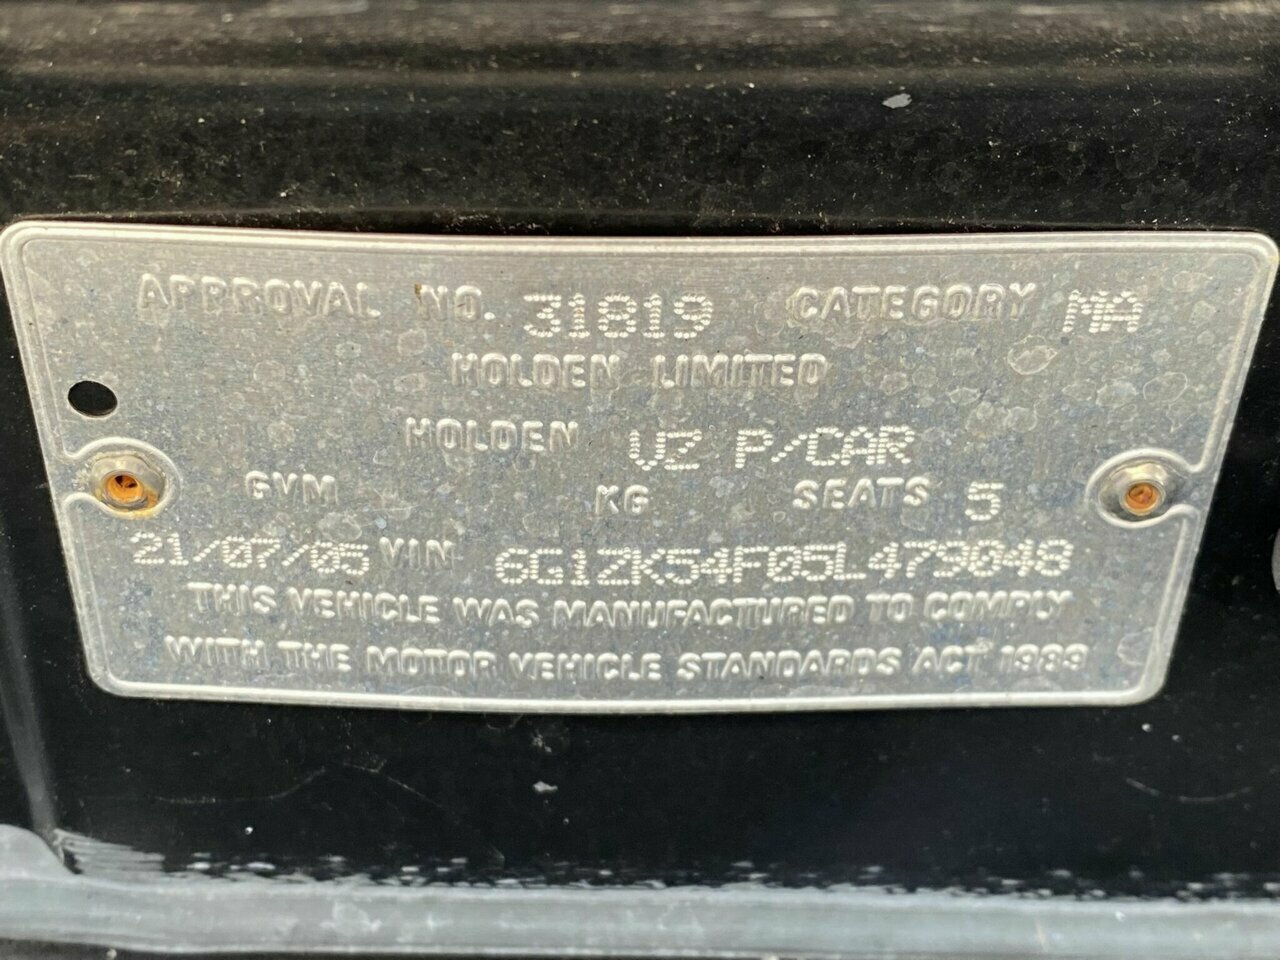 APPROVAL NO. 31819 CATEGORY MA
HOLDEN LIMITED
HOLDEN VZ P/CAR
GVM KG SEATS 5
21/07/05 VIN 6G1ZK54F05L479048
THIS VEHICLE WAS MANUFACTURED TO COMPLY
WITH THE MOTOR VEHICLE STANDARDS ACT 1989